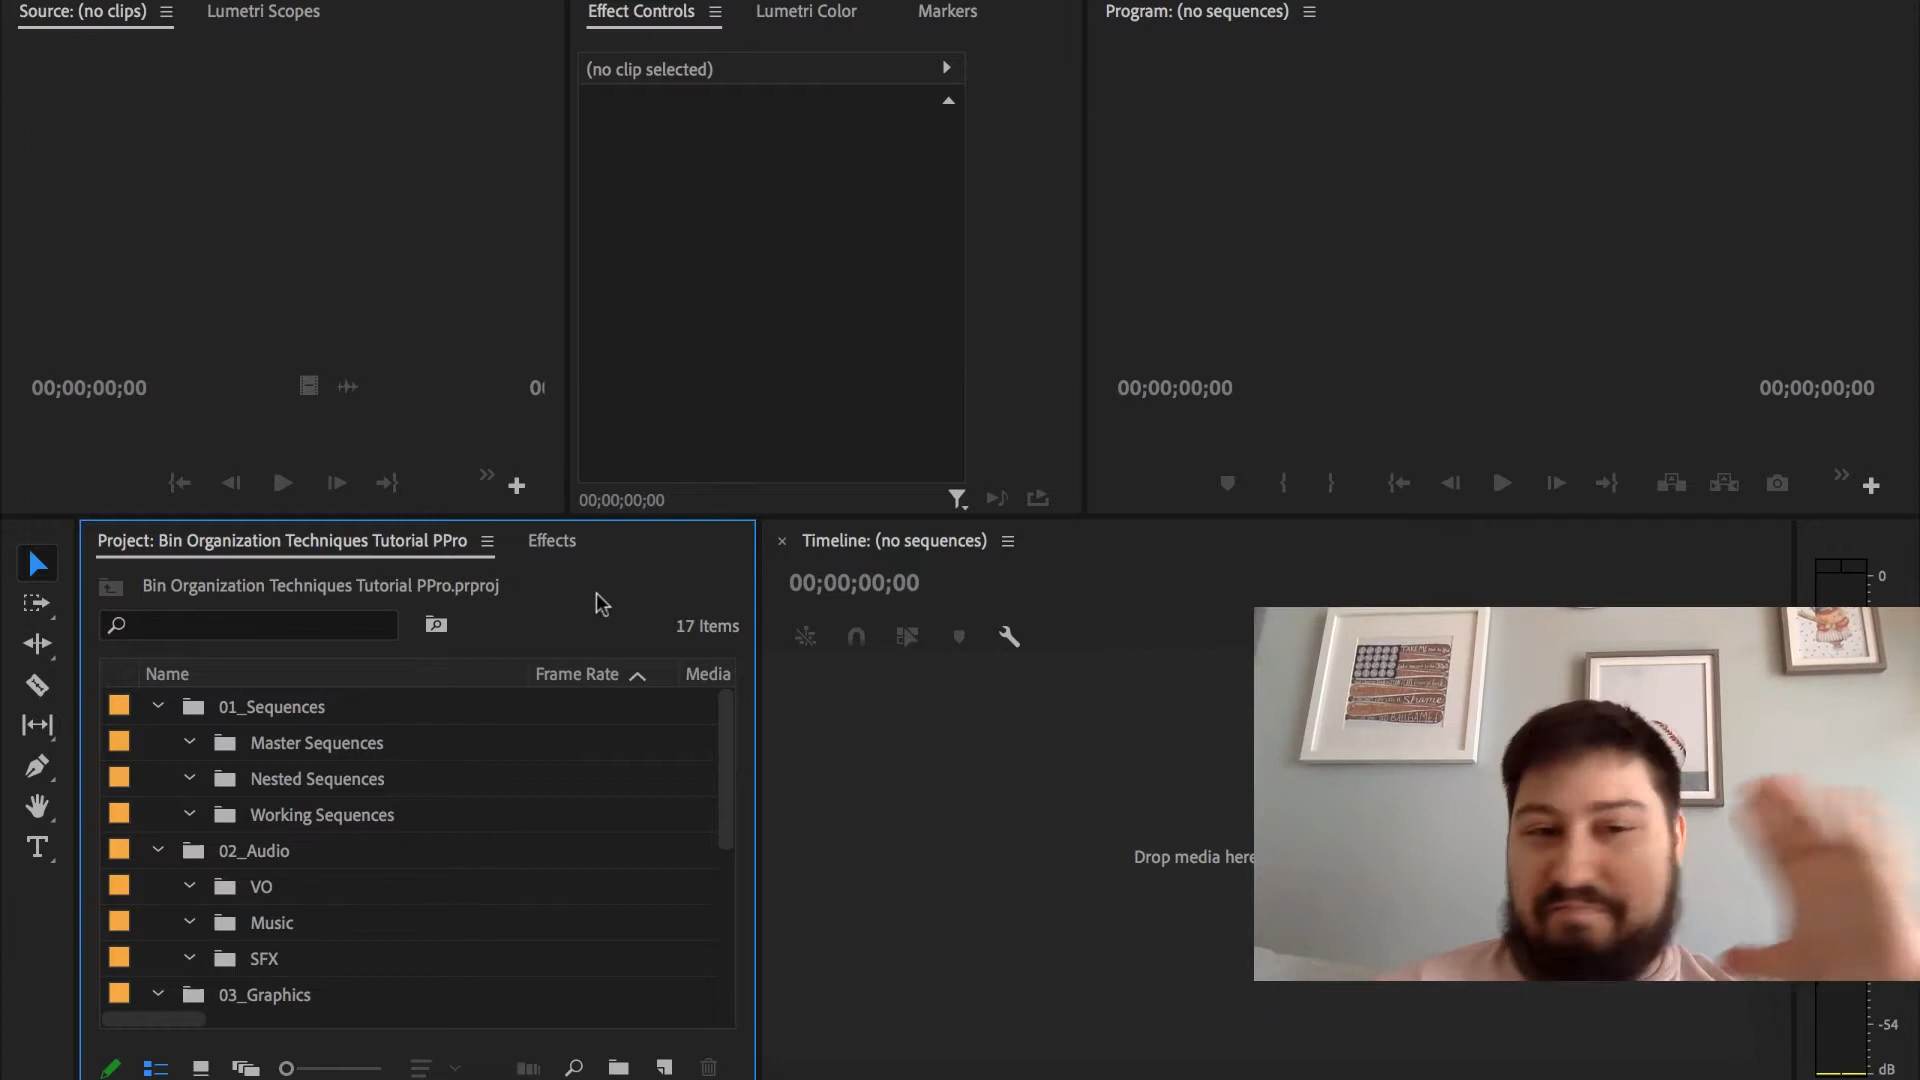 Source: (no clips)
Lumetri Scopes
Effect Controls
Lumetri Color
Markers
Program: (no sequences)
(no clip selected)
00;00;00;00
00;00;00;00
00;00;00;00
00;00;00;00
Project: Bin Organization Techniques Tutorial PPro
Effects
Timeline: (no sequences)
Bin Organization Techniques Tutorial PPro.prproj
00;00;00;00
17 Items
Name
Frame Rate
Media
01_Sequences
Master Sequences
Nested Sequences
Working Sequences
02_Audio
VO
Music
SFX
03_Graphics
Drop media here
TAKE ME
Shame
BALLGAME!
0
-54
dB